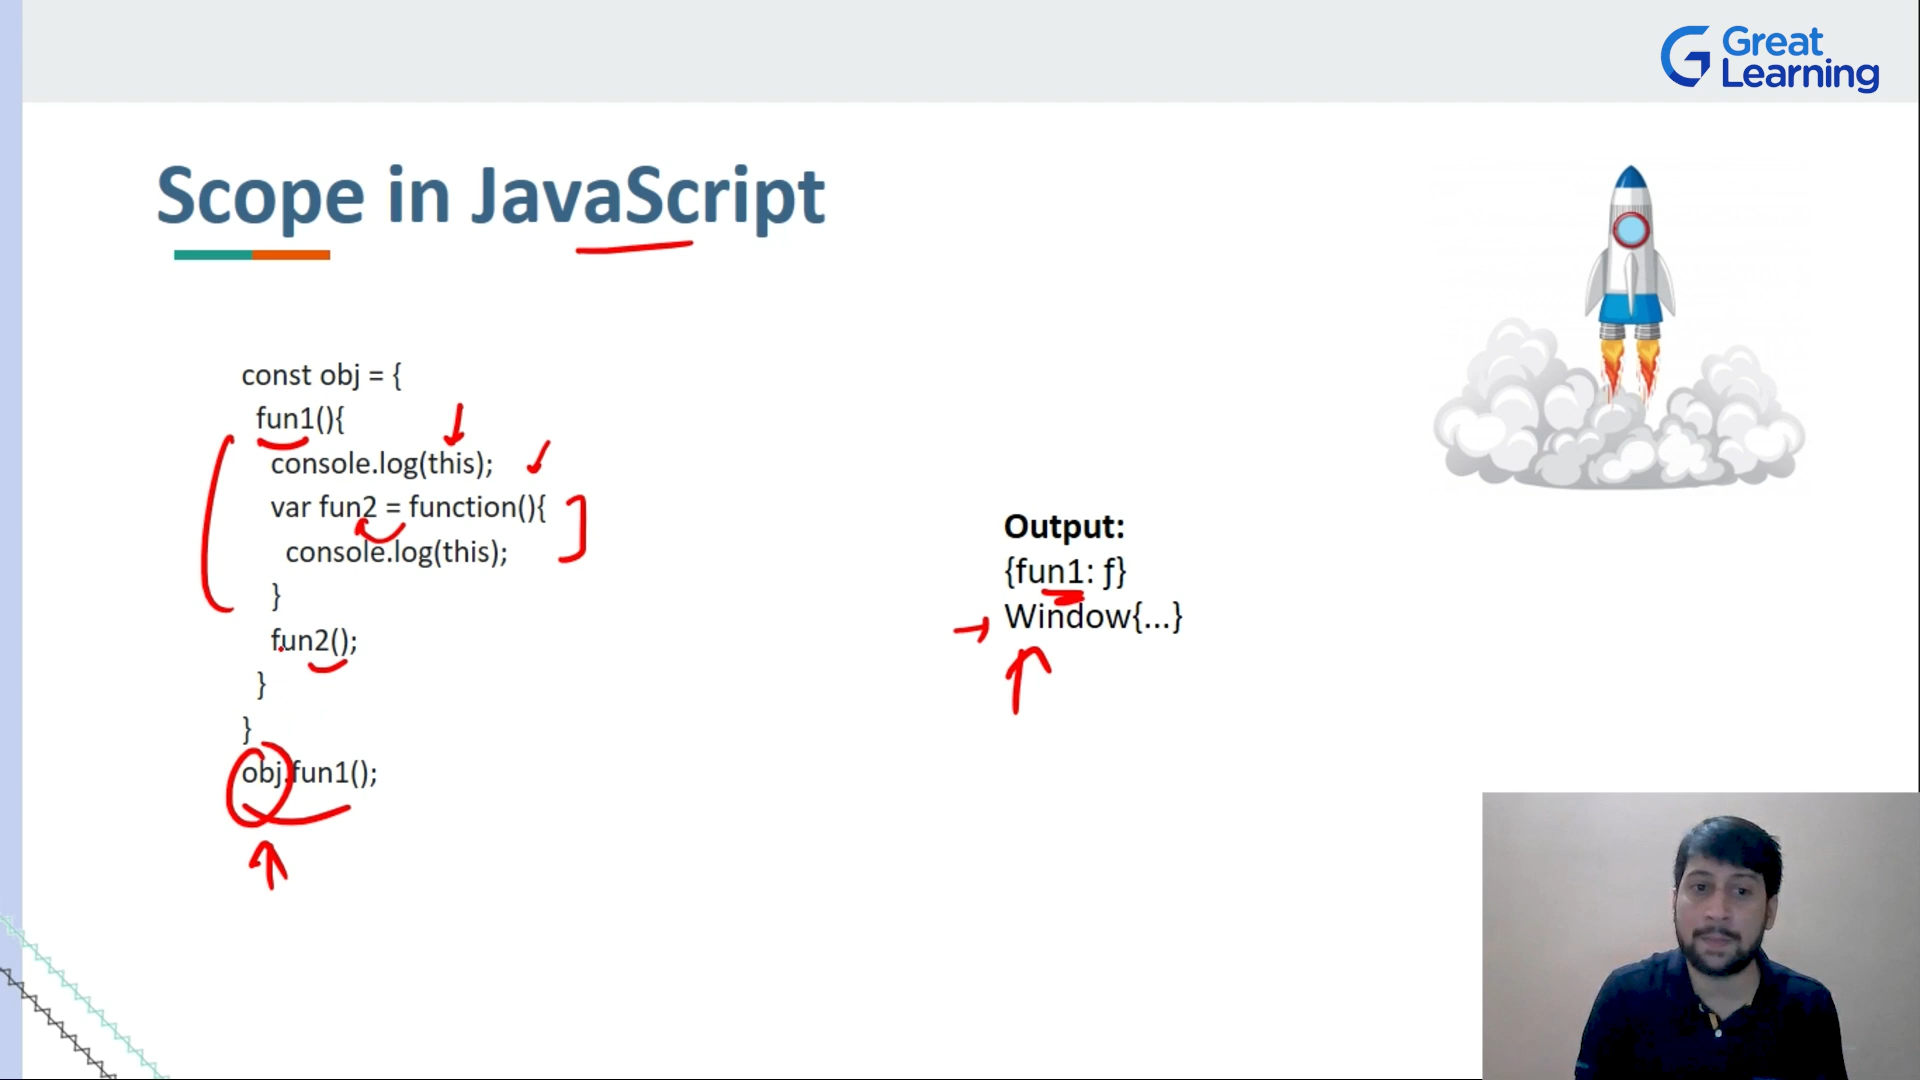 Great
Learning
Scope in JavaScript
const obj = {
fun1(){
console.log(this);
var fun2 = function(){
console.log(this);
}
fun2();
}
}
obj.fun1();
Output:
{fun1: ƒ}
Window{...}